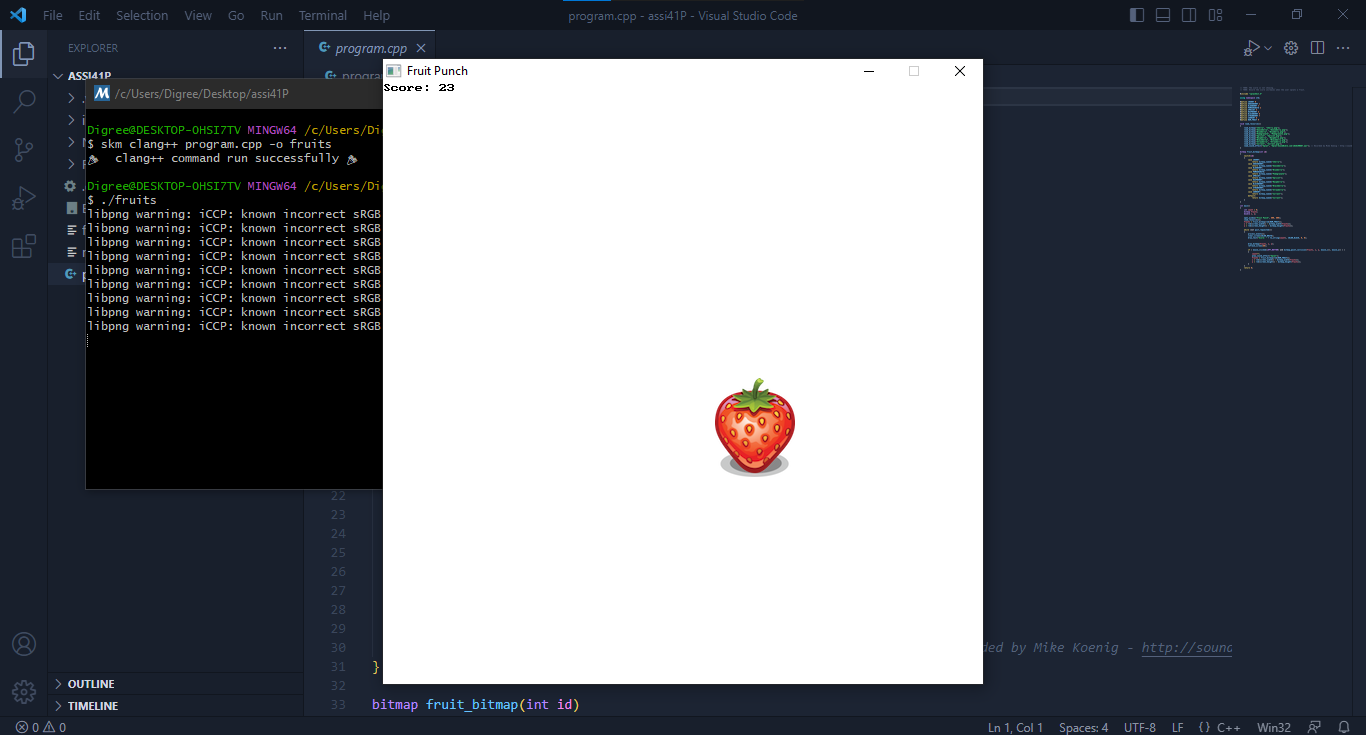 File Edit Selection View Go Run Terminal Help
program.cpp - assi41P - Visual Studio Code
EXPLORER
program.cpp
ASSI41P
Fruit Punch
Score: 23
/c/Users/Digree/Desktop/assi41P
Digree@DESKTOP-OHSI7TV MINGW64 /c/Users/Di
$ skm clang++ program.cpp -o fruits
clang++ command run successfully
Digree@DESKTOP-OHSI7TV MINGW64 /c/Users/Di
$ ./fruits
libpng warning: iCCP: known incorrect sRGB
libpng warning: iCCP: known incorrect sRGB
libpng warning: iCCP: known incorrect sRGB
libpng warning: iCCP: known incorrect sRGB
libpng warning: iCCP: known incorrect sRGB
libpng warning: iCCP: known incorrect sRGB
libpng warning: iCCP: known incorrect sRGB
libpng warning: iCCP: known incorrect sRGB
libpng warning: iCCP: known incorrect sRGB
22
23
24
25
26
27
28
29
30 ded by Mike Koenig - http://sound
31 }
32
33 bitmap fruit_bitmap(int id)
OUTLINE
TIMELINE
0 0
Ln 1, Col 1 Spaces: 4 UTF-8 LF {} C++ Win32